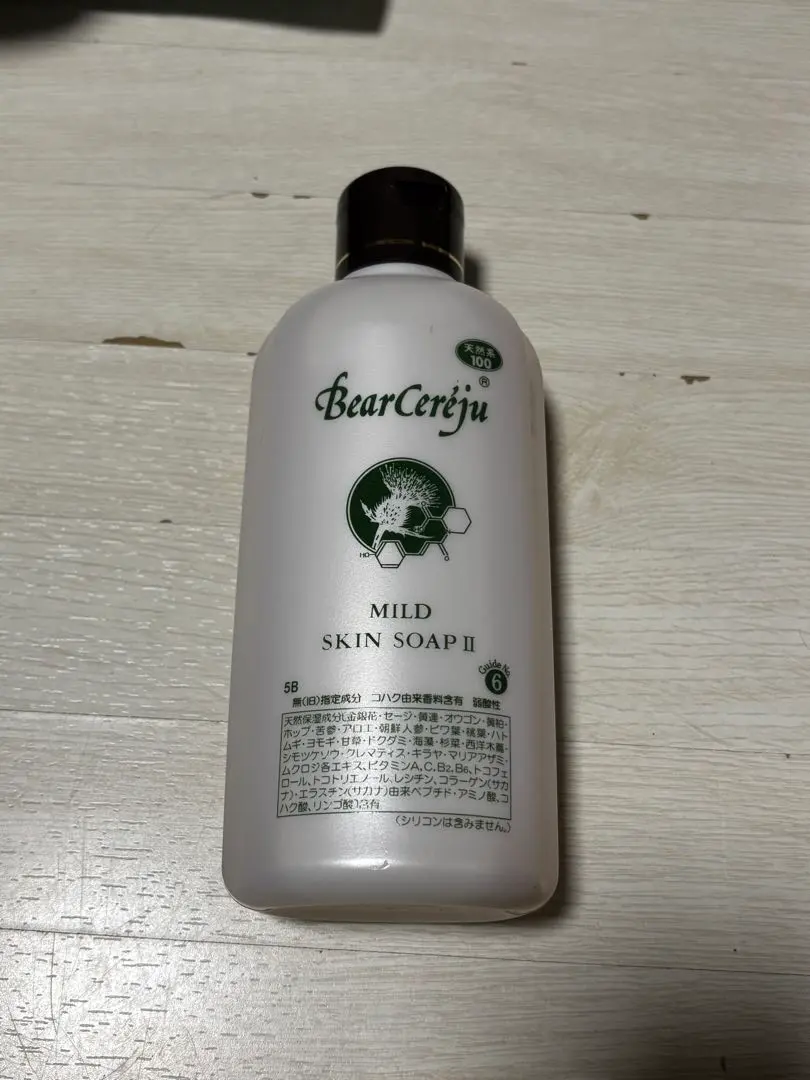 天然系
100
BearCeréju®
HO
O
MILD
SKIN SOAP II
Guide No.
6
5B
無(旧)指定成分 コハク由来香料含有 弱酸性
天然保湿成分〔金銀花・セージ・黄連・オウゴン・黄柏・
ホップ・苦参・アロエ・朝鮮人参・ビワ葉・桃葉・ハト
ムギ・ヨモギ・甘草・ドクダミ・海藻・杉菜・西洋木蔦・
シモツケソウ・クレマティス・キラヤ・マリアアザミ・
ムクロジ各エキス、ビタミンA、C、B2、B6、トコフェ
ロール、トコトリエノール、レシチン、コラーゲン(サカ
ナ)・エラスチン(サカナ)由来ペプチド・アミノ酸、コ
ハク酸、リンゴ酸〕含有
(シリコンは含みません。)